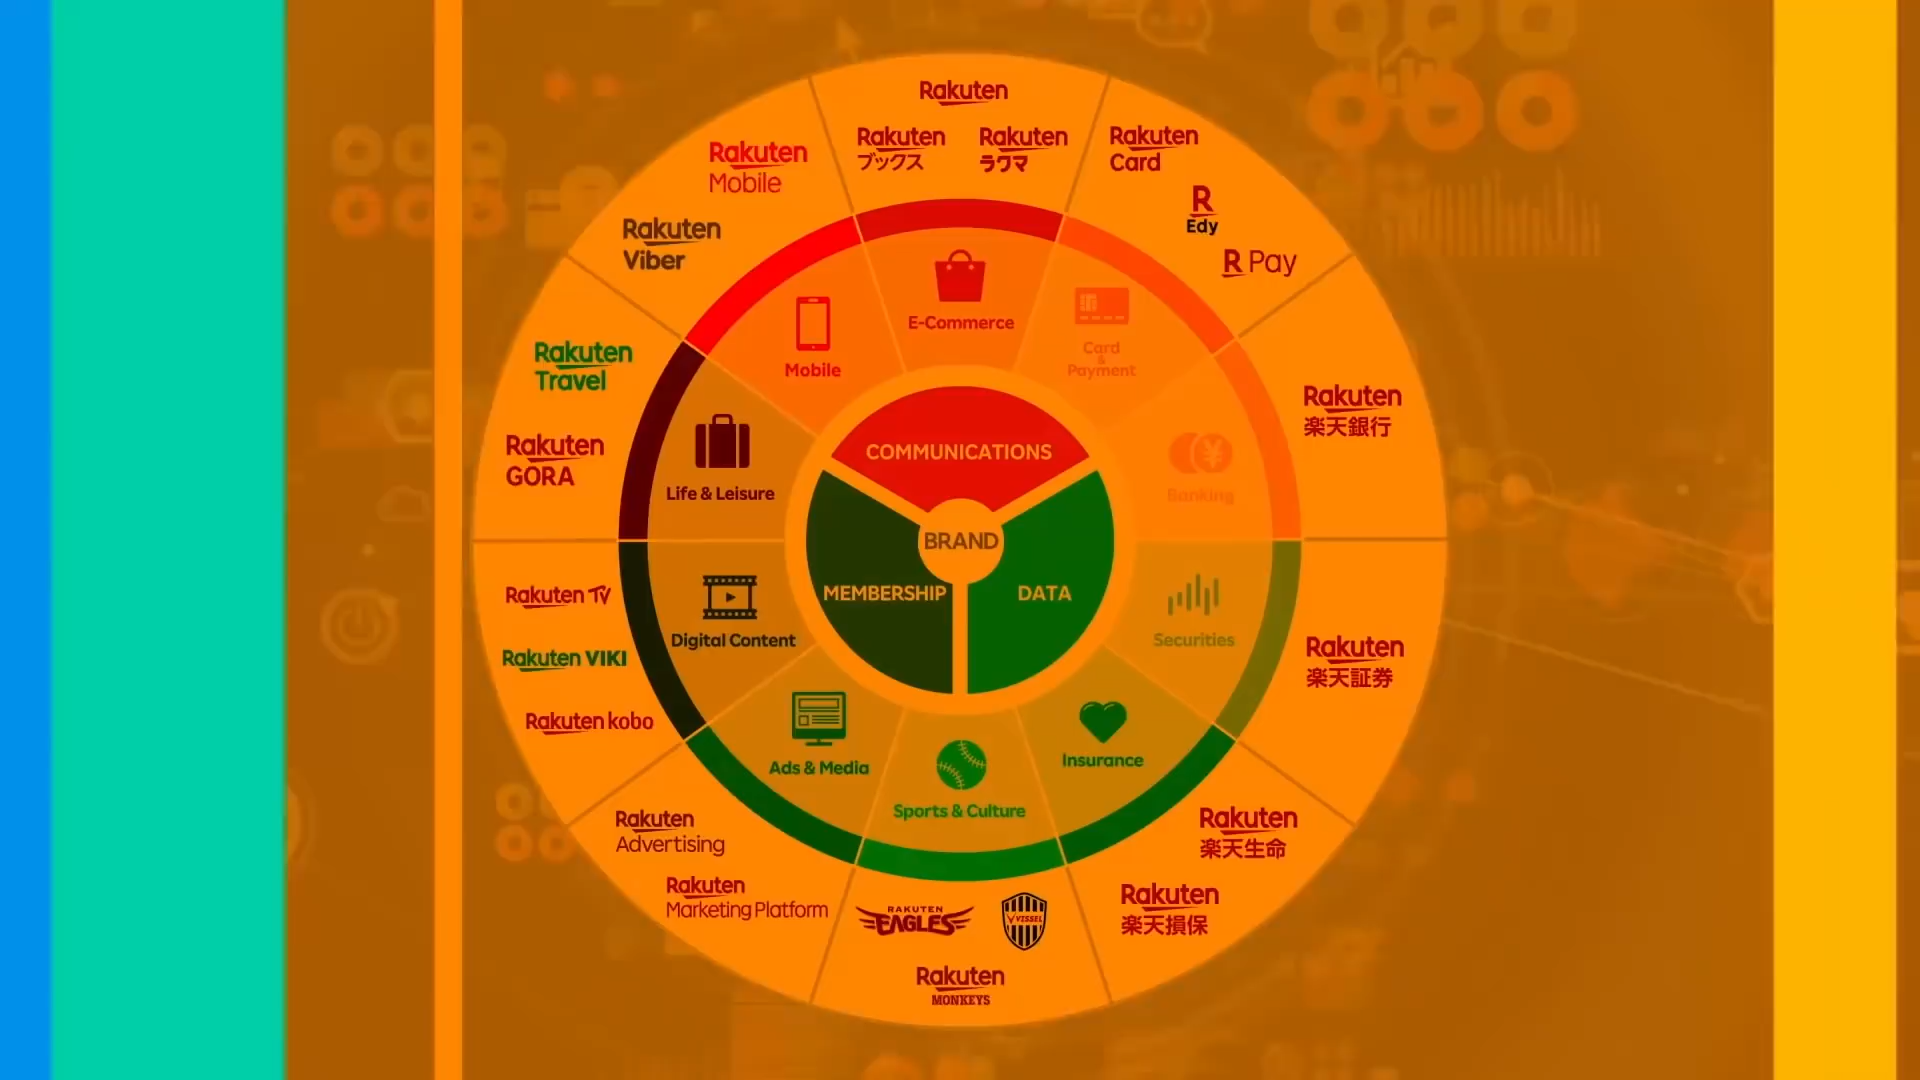 Rakuten
Rakuten
ブックス
Rakuten
ラクマ
Rakuten
Card
R
Edy
R Pay
Rakuten
楽天銀行
Rakuten
楽天証券
Rakuten
楽天生命
Rakuten
楽天損保
RAKUTEN
EAGLES
VISSEL
Rakuten
MONKEYS
Rakuten
Advertising
Rakuten
Marketing Platform
Rakuten TV
Rakuten VIKI
Rakuten kobo
Rakuten
Travel
Rakuten
GORA
Rakuten
Mobile
Rakuten
Viber
E-Commerce
Card
&
Payment
Banking
Securities
Insurance
Sports & Culture
Ads & Media
Digital Content
Life & Leisure
Mobile
COMMUNICATIONS
BRAND
MEMBERSHIP
DATA